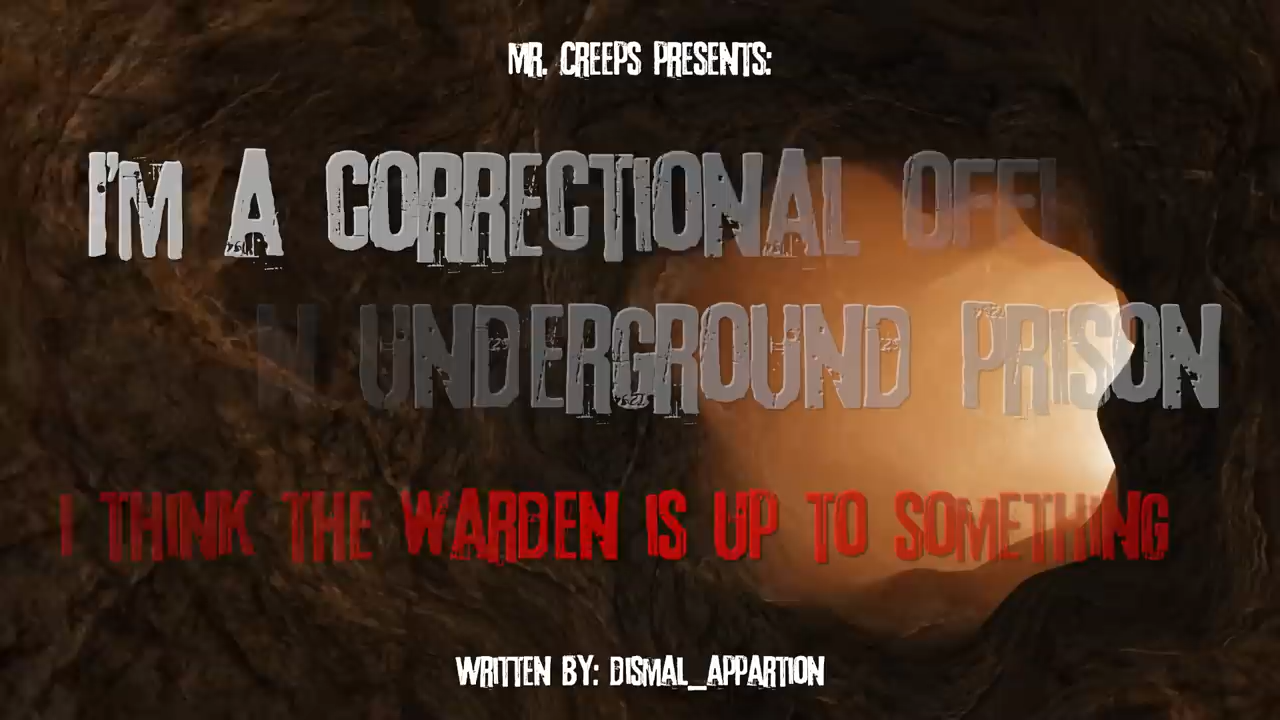 MR. CREEPS PRESENTS:
I'M A CORRECTIONAL
UNDERGROUND PRISON
I THINK THE WARDEN IS UP TO SOMETHING
WRITTEN BY: DISMAL_APPARTION